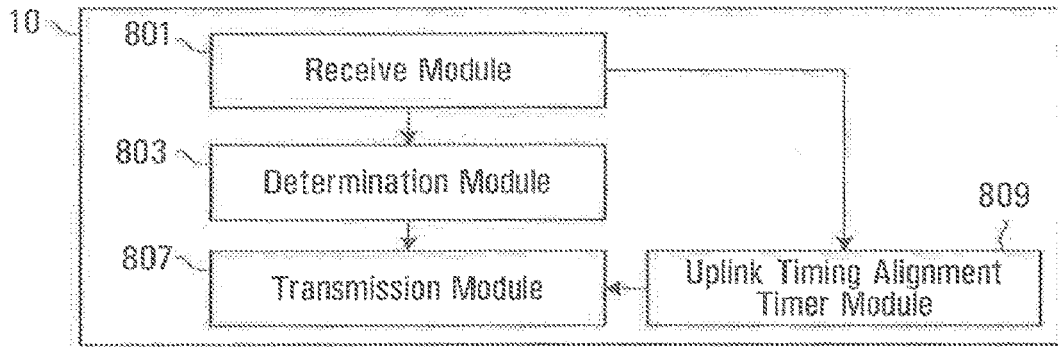 10
801
Receive Module
803
Determination Module
809
807
Transmission Module
Uplink Timing Alignment
Timer Module